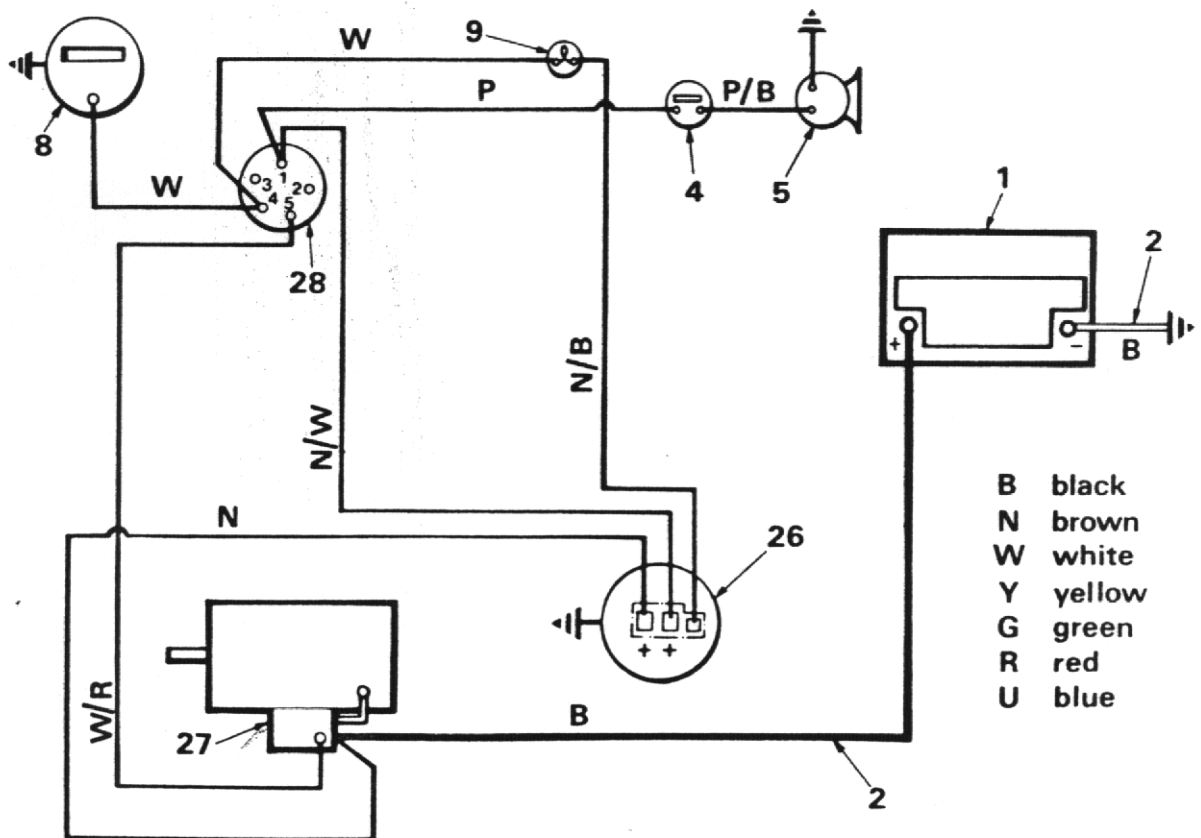 9
W
8
P
P/B
4
5
1
W
1
3
2
4
5
28
2
+
−
B
N/B
N/W
N
26
B black
N brown
W white
Y yellow
G green
R red
U blue
+ +
W/R
27
B
2